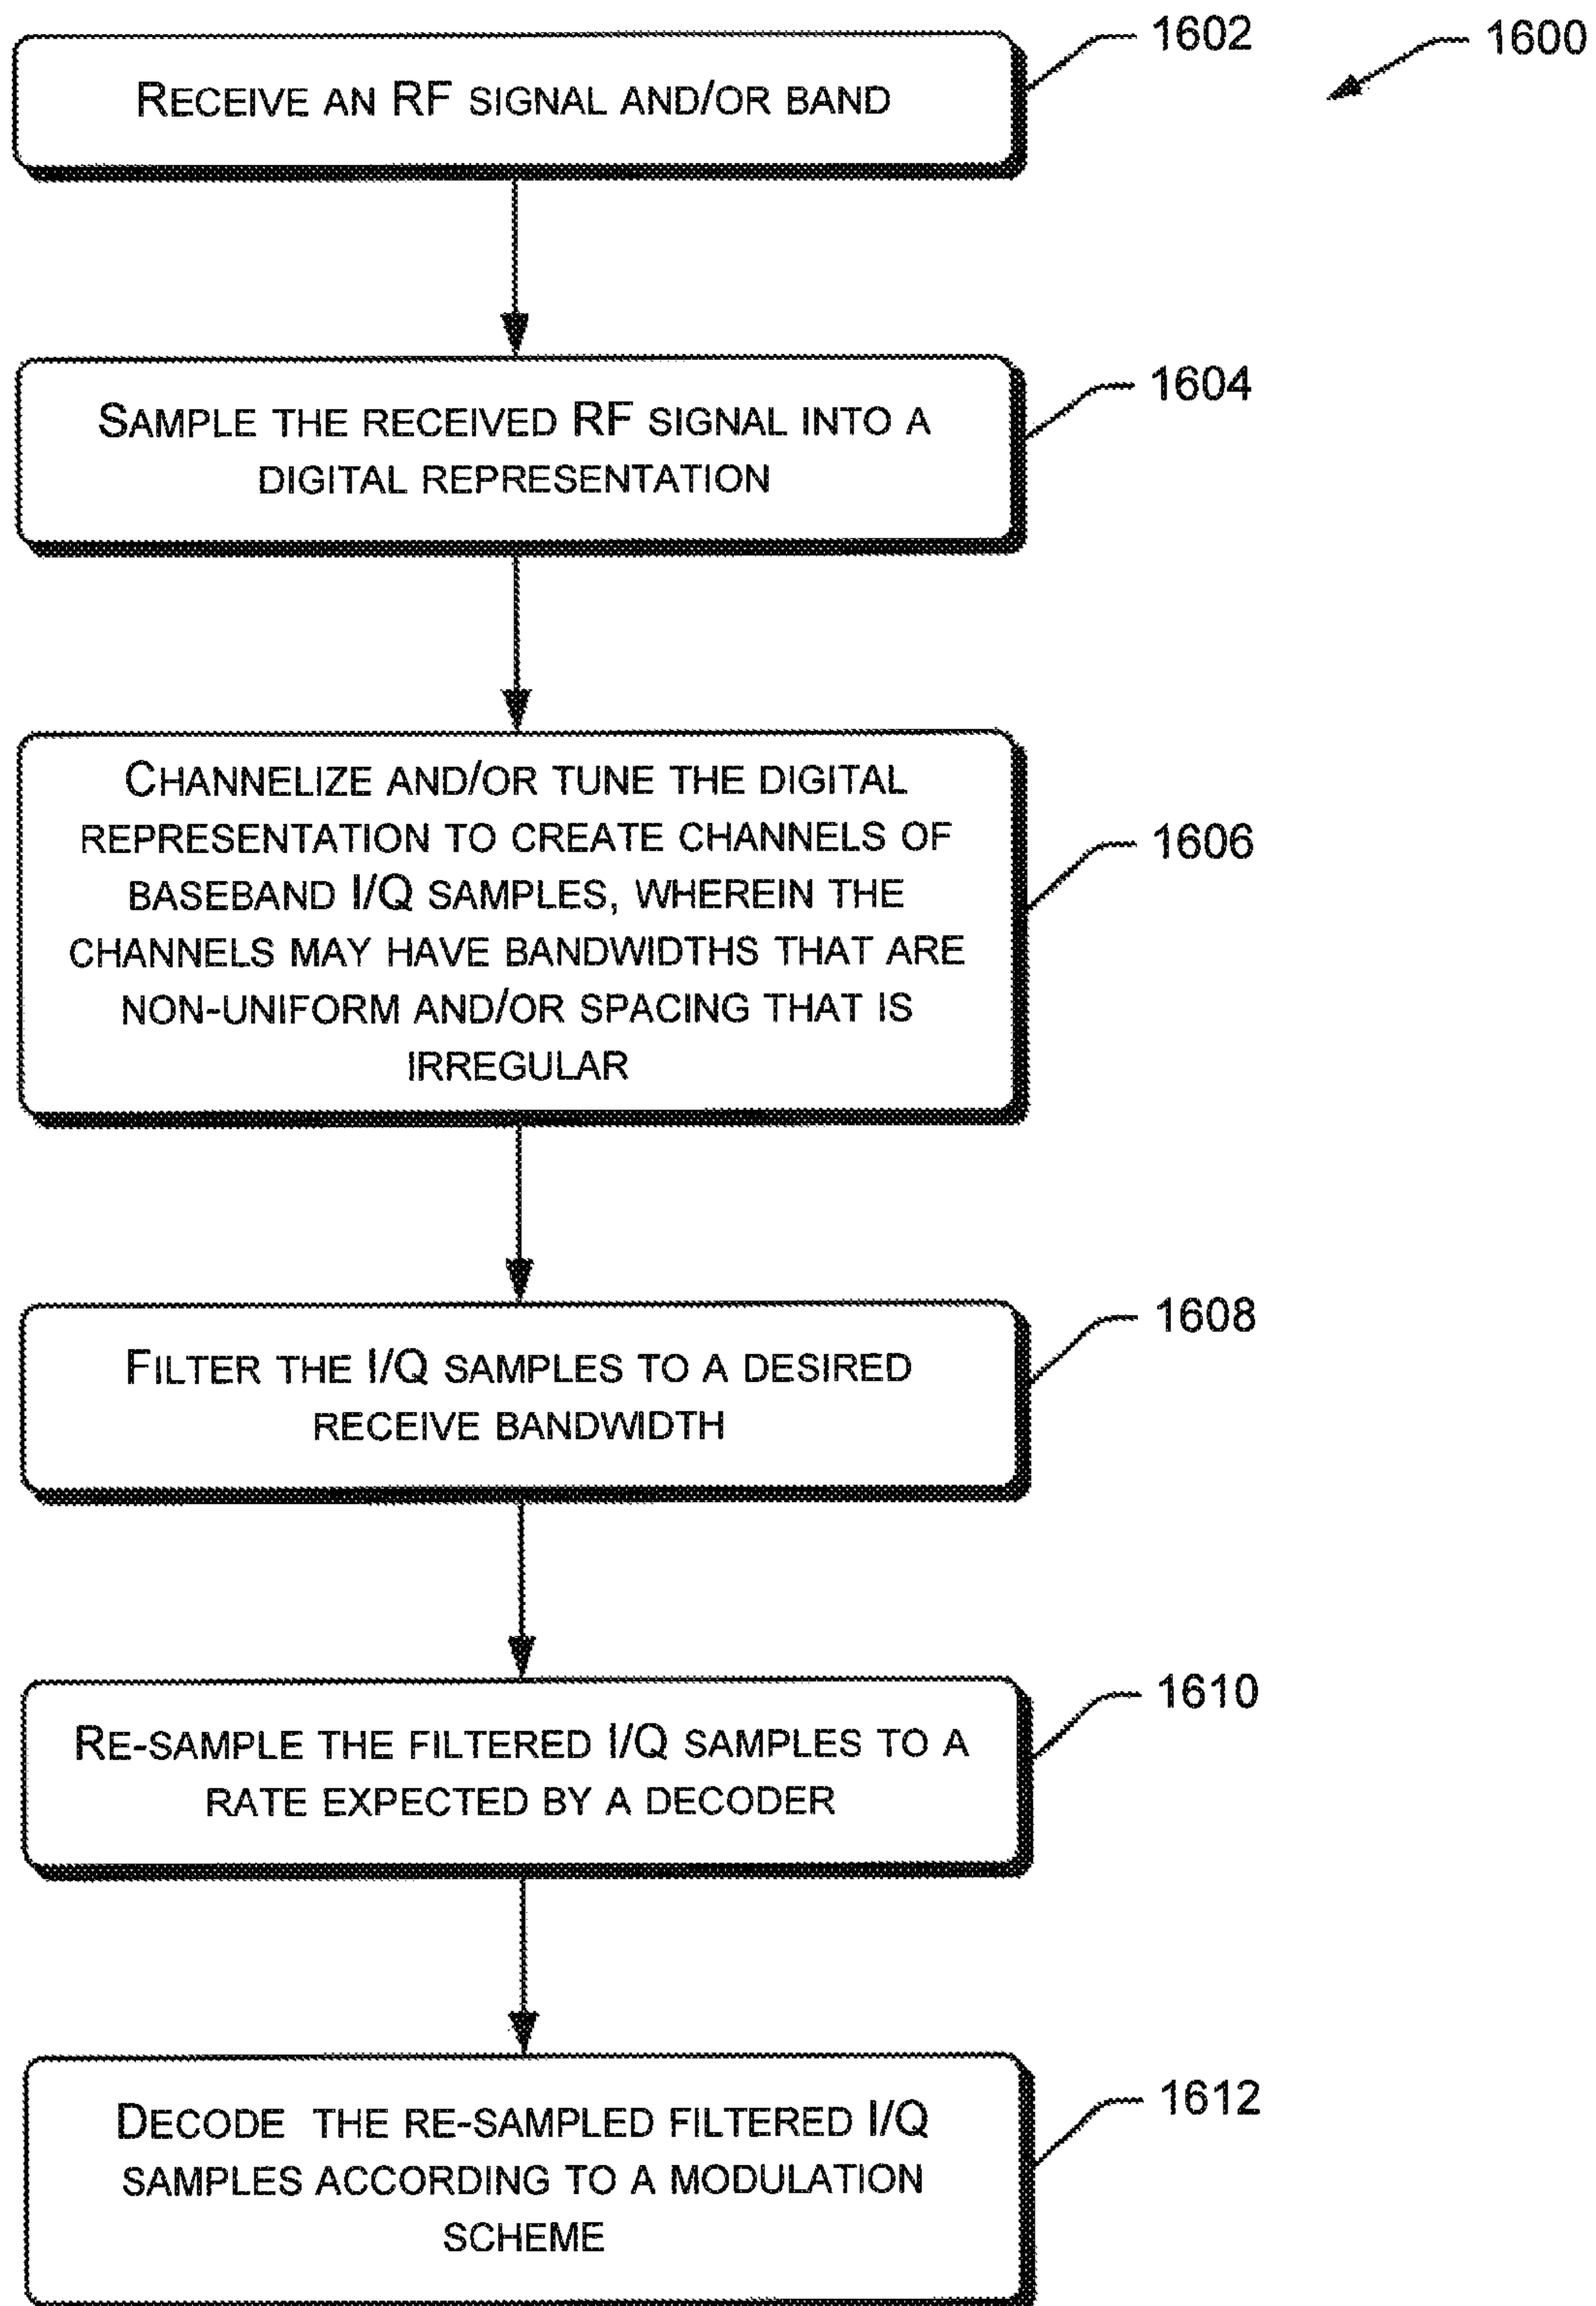 1602
1600
RECEIVE AN RF SIGNAL AND/OR BAND
1604
SAMPLE THE RECEIVED RF SIGNAL INTO A
DIGITAL REPRESENTATION
CHANNELIZE AND/OR TUNE THE DIGITAL
REPRESENTATION TO CREATE CHANNELS OF
1606
BASEBAND I/Q SAMPLES, WHEREIN THE
CHANNELS MAY HAVE BANDWIDTHS THAT ARE
NON-UNIFORM AND/OR SPACING THAT IS
IRREGULAR
1608
FILTER THE I/Q SAMPLES TO A DESIRED
RECEIVE BANDWIDTH
1610
RE-SAMPLE THE FILTERED I/Q SAMPLES TO A
RATE EXPECTED BY A DECODER
1612
DECODE THE RE-SAMPLED FILTERED I/Q
SAMPLES ACCORDING TO A MODULATION
SCHEME